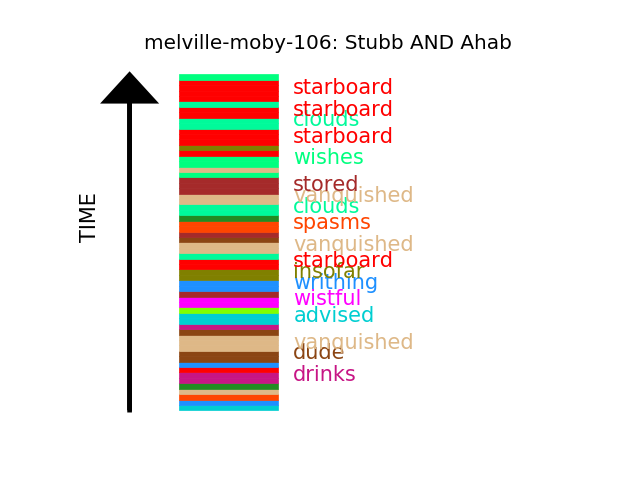 melville-moby-106: Stubb AND Ahab
starboard
starboard
clouds
starboard
wishes
stored
vanquished
clouds
spasms
vanquished
starboard
insofar
writhing
wistful
advised
vanquished
dude
drinks
TIME